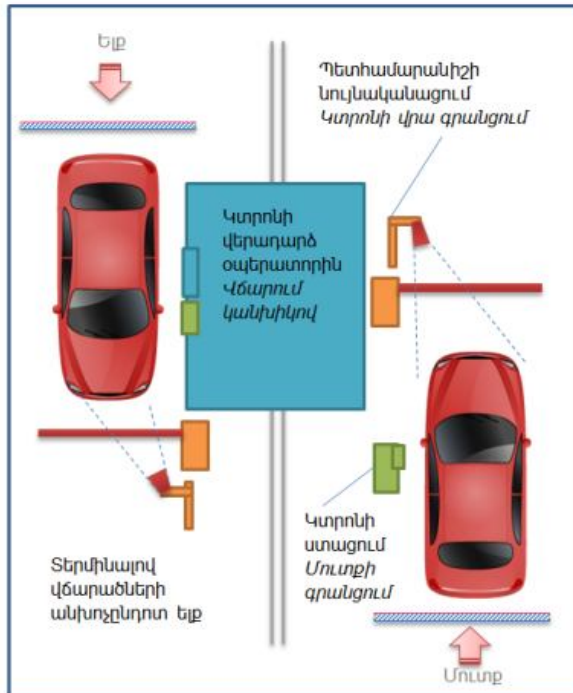 Ելք
Պետհամարանիշի
նույնականացում
Կտրոնի վրա գրանցում
Կտրոնի
վերադարձ
օպերատորին
Վճարում
կանխիկով
Կտրոնի
ստացում
Մուտքի
գրանցում
Տերմինալով
վճարածների
անխոչընդոտ ելք
Մուտք